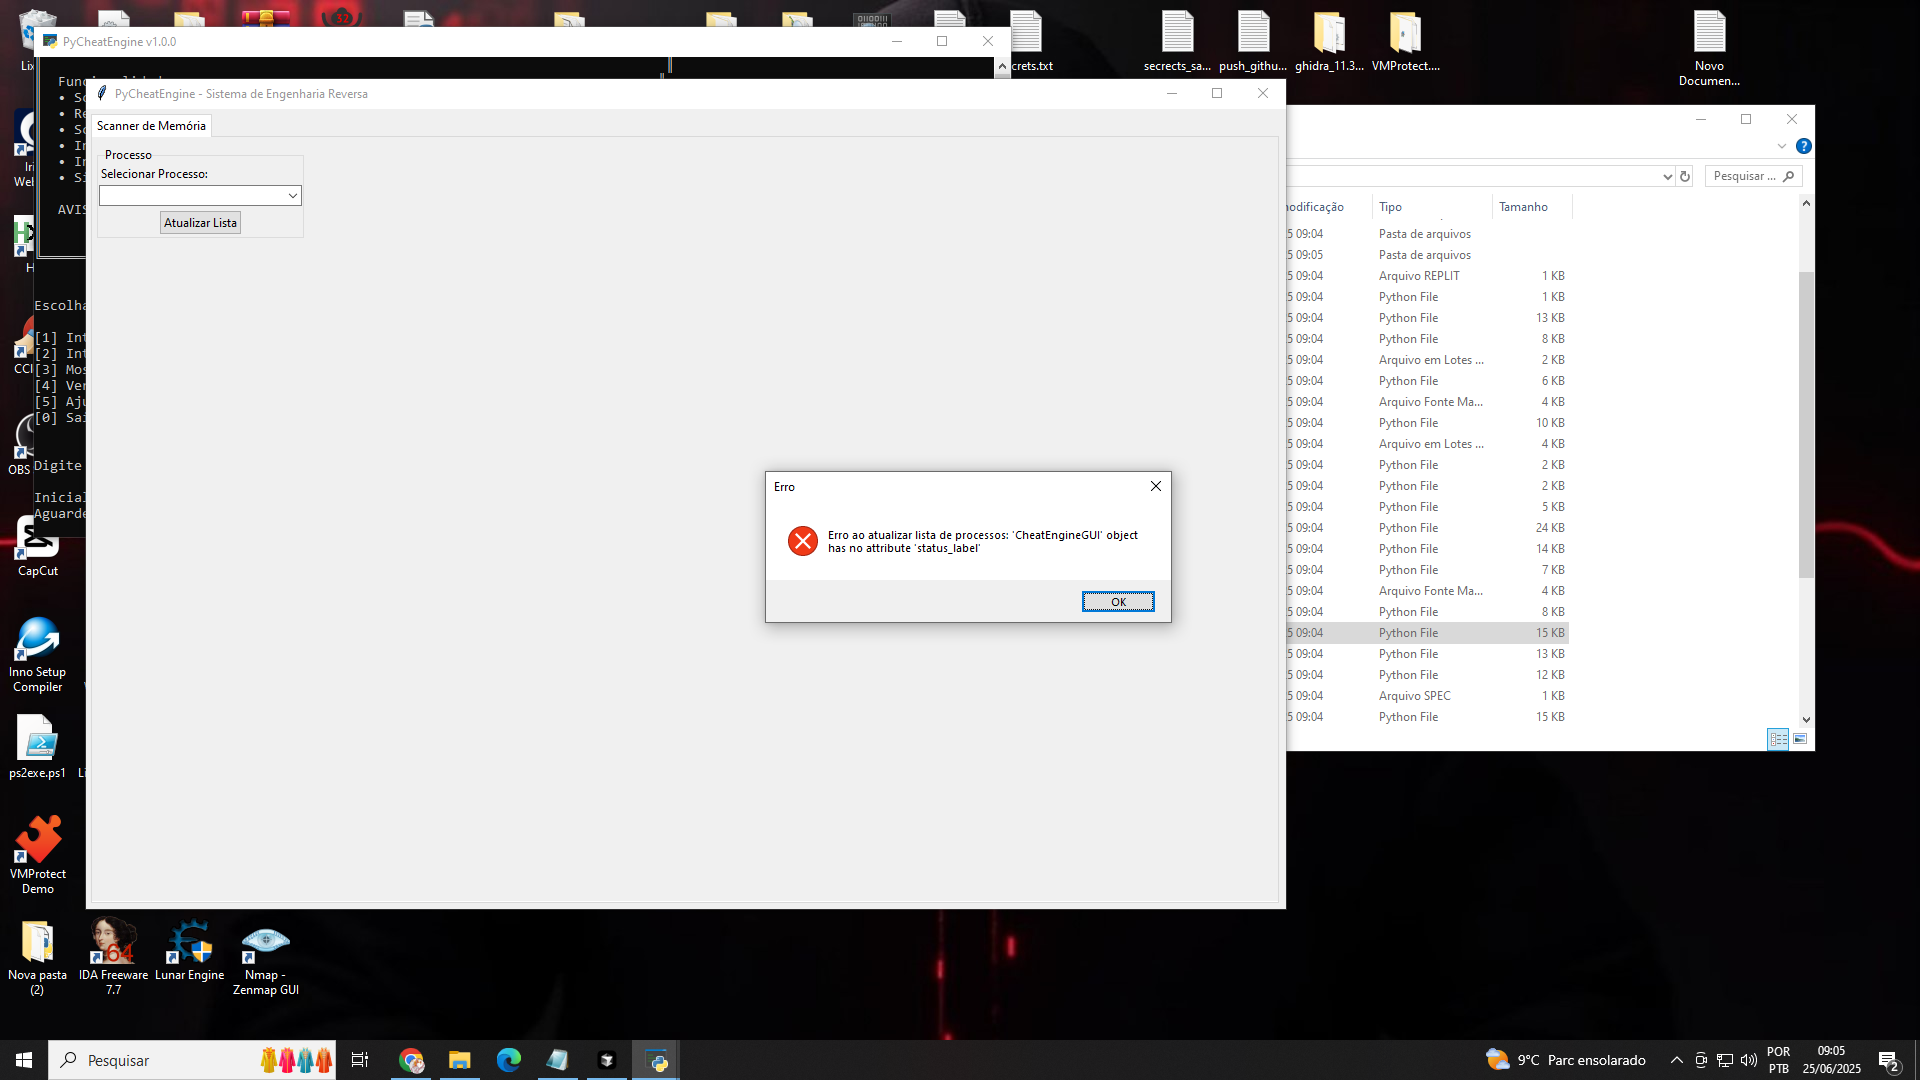 PyCheatEngine v1.0.0
crets.txt
secrects_sa...
push_githu...
ghidra_11.3...
VMProtect....
Novo
Documen...
PyCheatEngine - Sistema de Engenharia Reversa
Scanner de Memória
Processo
Selecionar Processo:
Atualizar Lista
AVIS
Escolha
[1] Int
[2] Int
[3] Mos
[4] Ver
[5] Aju
[0] Sai
Digite
Inicial
Aguarde
Erro
Erro ao atualizar lista de processos: 'CheatEngineGUI' object
has no attribute 'status_label'
OK
Pesquisar ...
modificação Tipo Tamanho
5 09:04 Pasta de arquivos
5 09:05 Pasta de arquivos
5 09:04 Arquivo REPLIT 1 KB
5 09:04 Python File 1 KB
5 09:04 Python File 13 KB
5 09:04 Python File 8 KB
5 09:04 Arquivo em Lotes ... 2 KB
5 09:04 Python File 6 KB
5 09:04 Arquivo Fonte Ma... 4 KB
5 09:04 Python File 10 KB
5 09:04 Arquivo em Lotes ... 4 KB
5 09:04 Python File 2 KB
5 09:04 Python File 2 KB
5 09:04 Python File 5 KB
5 09:04 Python File 24 KB
5 09:04 Python File 14 KB
5 09:04 Python File 7 KB
5 09:04 Arquivo Fonte Ma... 4 KB
5 09:04 Python File 8 KB
5 09:04 Python File 15 KB
5 09:04 Python File 13 KB
5 09:04 Python File 12 KB
5 09:04 Arquivo SPEC 1 KB
5 09:04 Python File 15 KB
OBS
CapCut
Inno Setup
Compiler
ps2exe.ps1
VMProtect
Demo
Nova pasta
(2)
IDA Freeware
7.7
Lunar Engine
Nmap -
Zenmap GUI
Pesquisar
9°C Parc ensolarado
POR
PTB
09:05
25/06/2025
2